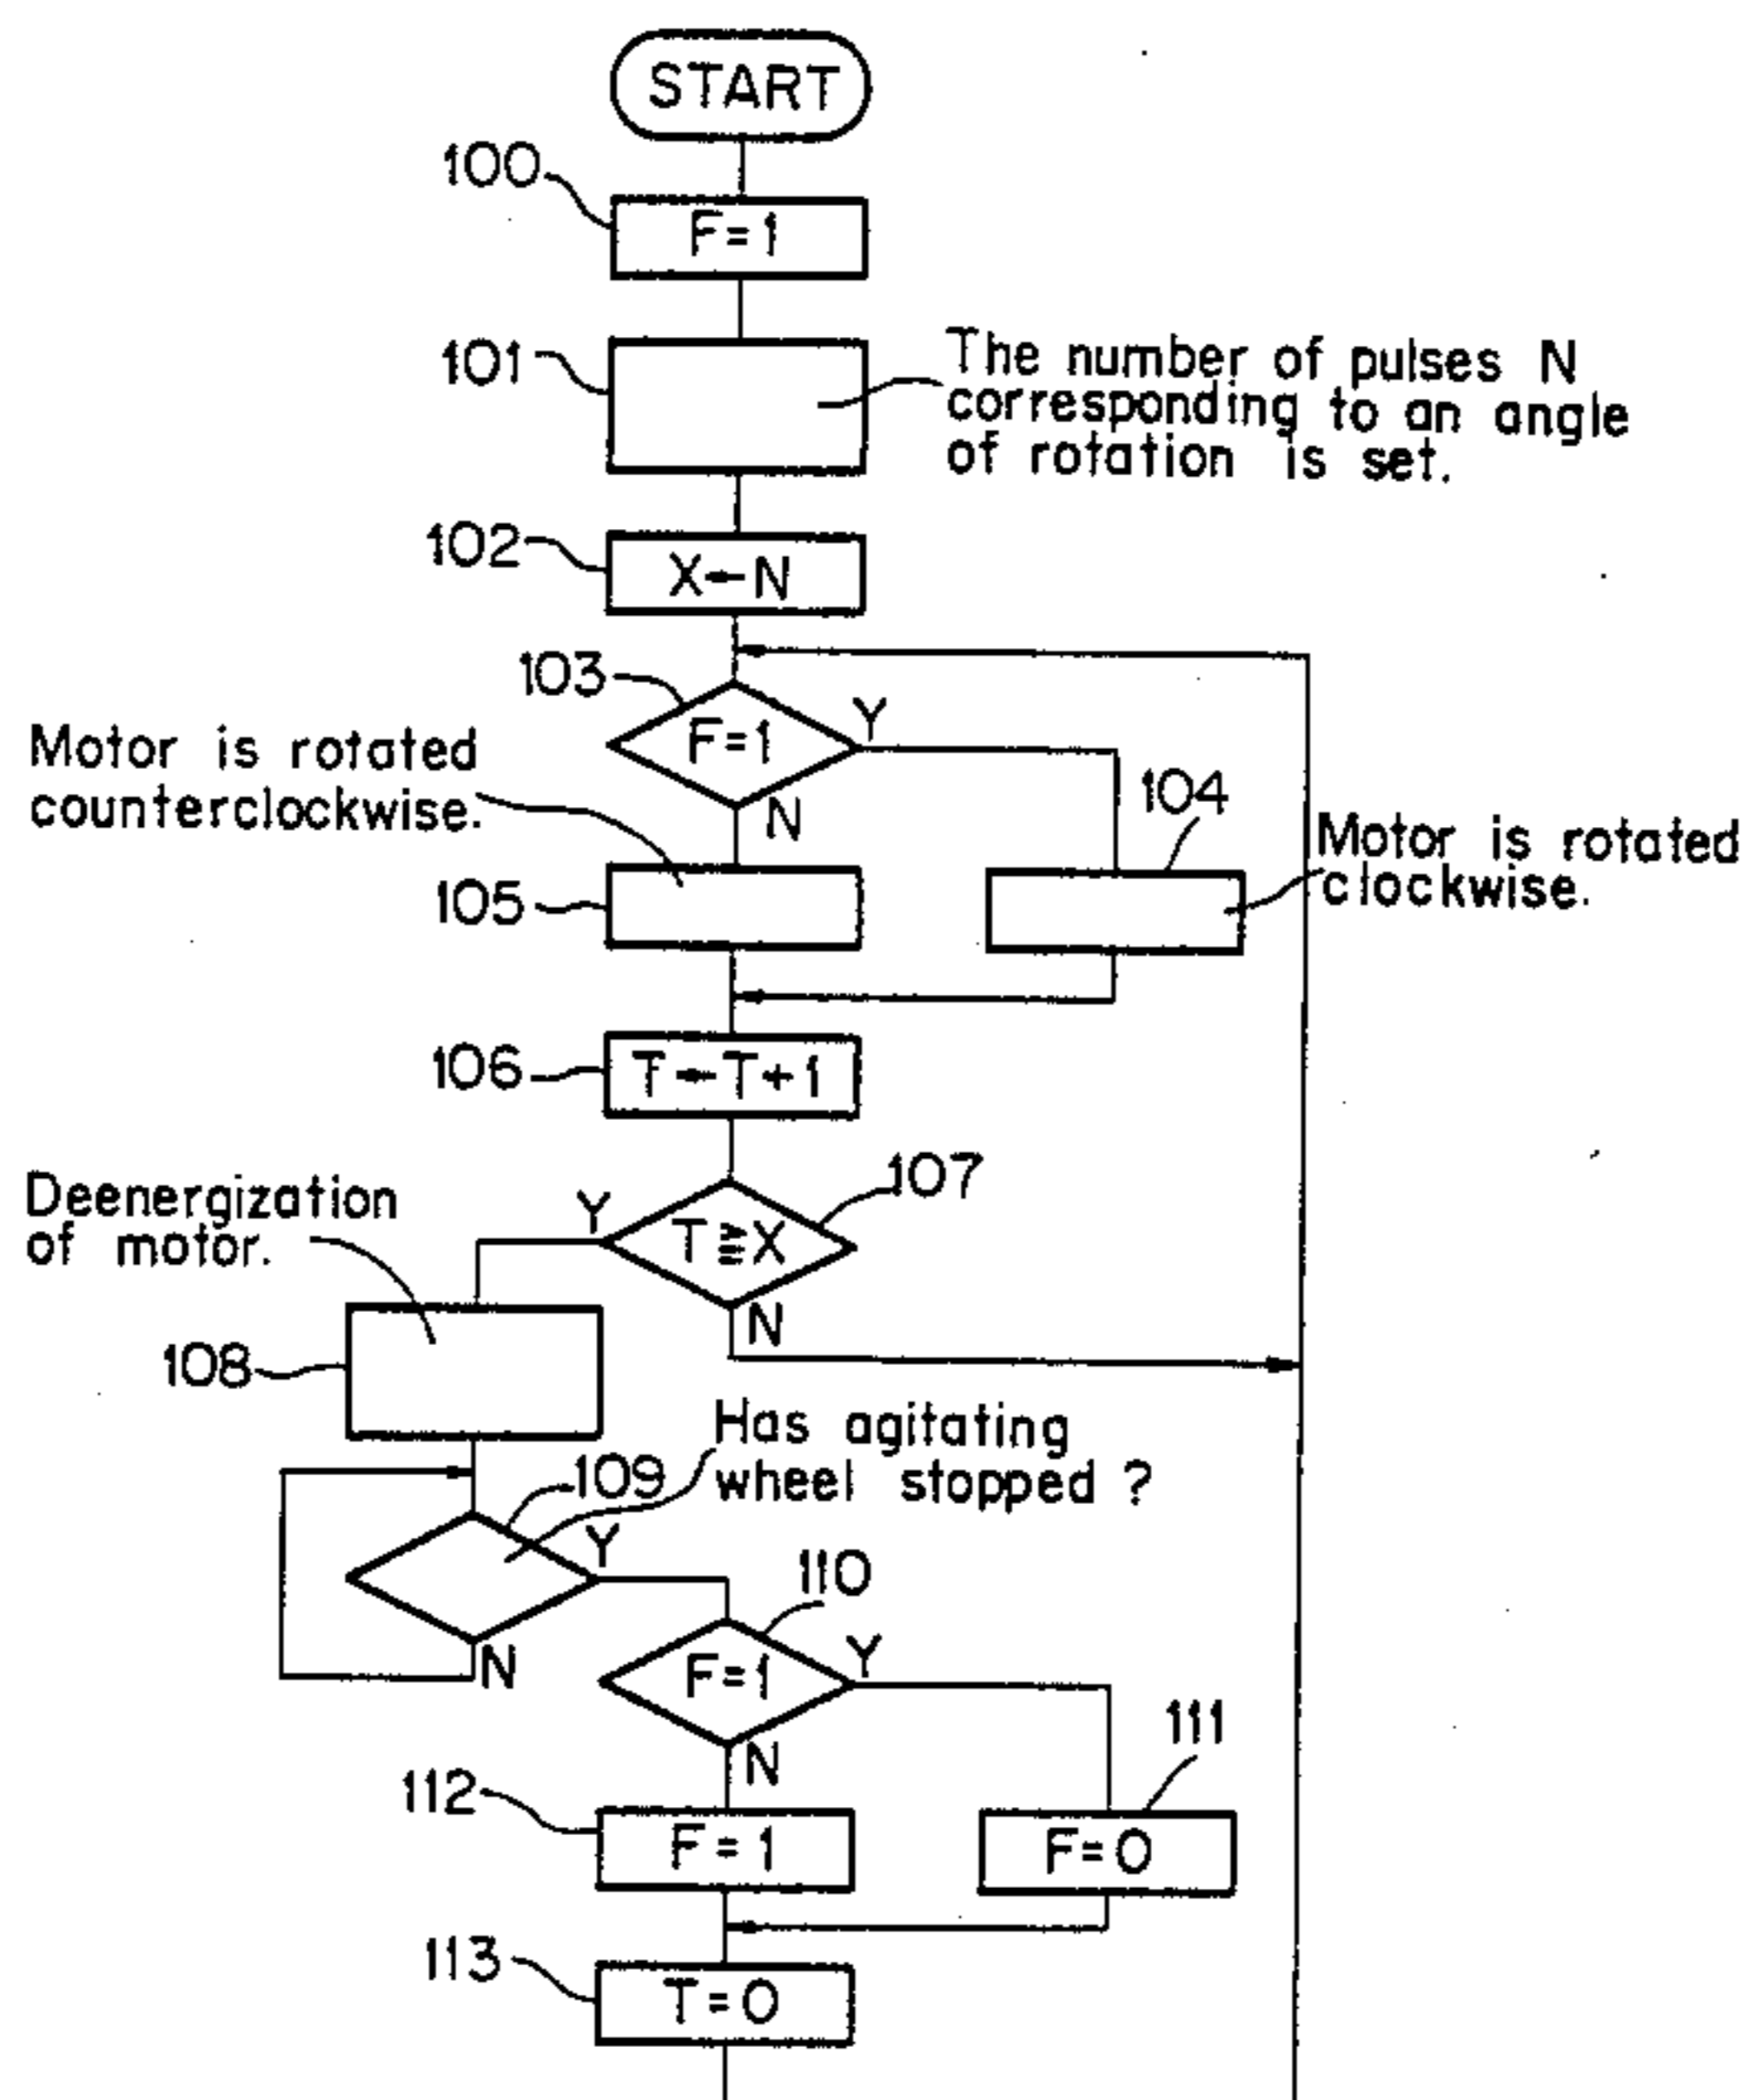 START
100
F=1
101
The number of pulses N
corresponding to an angle
of rotation is set.
102
X←N
103
F=1
Y
N
Motor is rotated
counterclockwise.
104
Motor is rotated
clockwise.
105
106
T←T+1
107
T≧X
Y
N
Deenergization
of motor.
108
Has agitating
wheel stopped ?
109
Y
N
110
F=1
Y
N
111
F=0
112
F=1
113
T=0